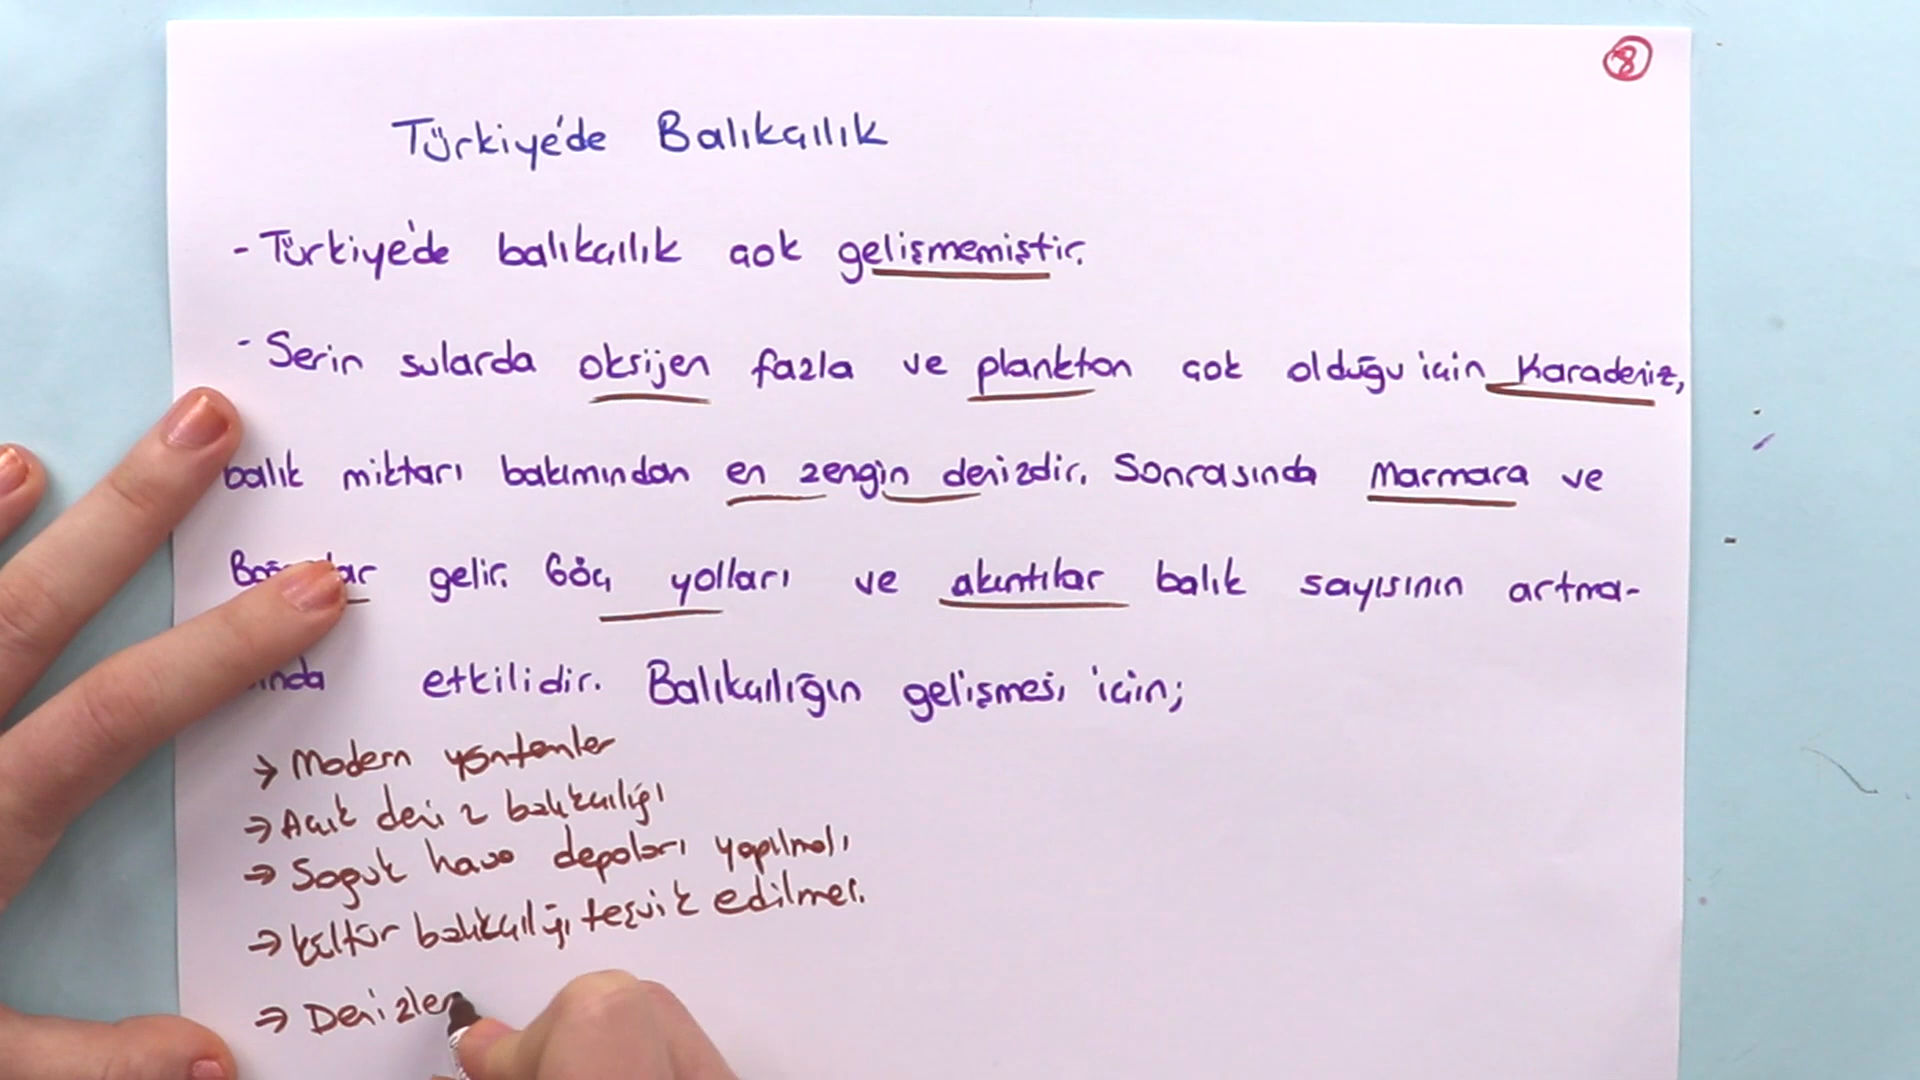 8
Türkiye'de Balıkçılık
- Türkiye'de balıkçılık çok gelişmemiştir.
- Serin sularda oksijen fazla ve plankton çok olduğu için Karadeniz,
balık miktarı bakımından en zengin denizdir. Sonrasında Marmara ve
gelir. Göç yolları ve akıntılar balık sayısının artma-
etkilidir. Balıkçılığın gelişmesi için;
→ Modern yöntemler
→ Açık deniz balıkçılığı
→ Soğuk hava depoları yapılmalı
→ Kültür balıkçılığı teşvik edilmeli.
→ Denizler